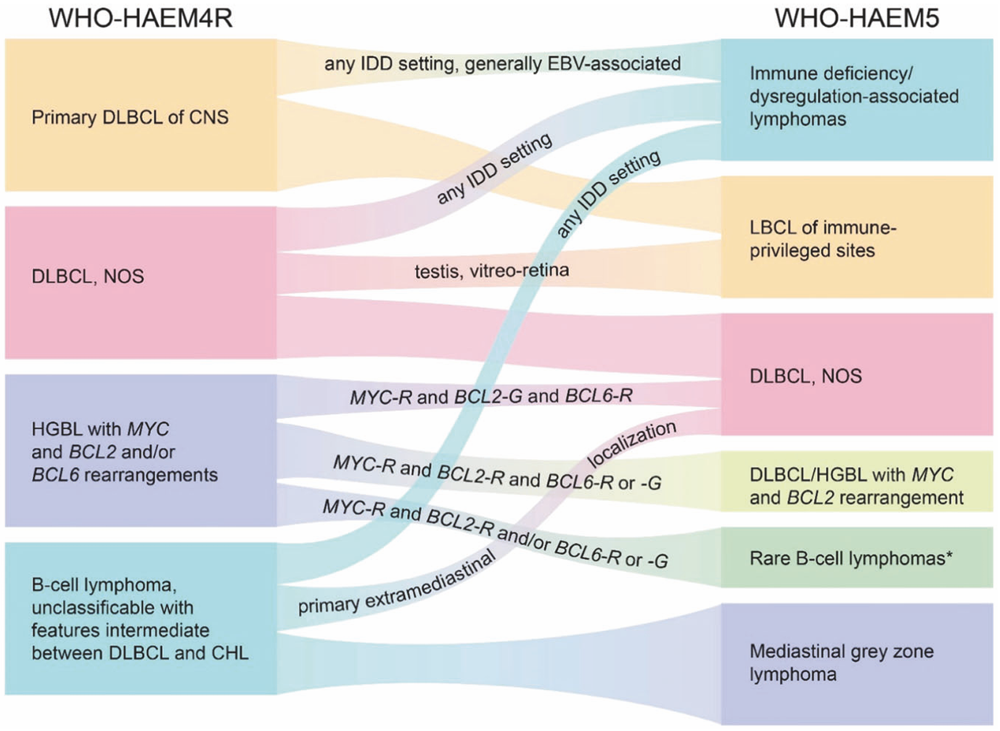 WHO-HAEM4R
WHO-HAEM5
Primary DLBCL of CNS
DLBCL, NOS
HGBL with MYC
and BCL2 and/or
BCL6 rearrangements
B-cell lymphoma,
unclassificable with
features intermediate
between DLBCL and CHL
any IDD setting, generally EBV-associated
any IDD setting
any IDD setting
testis, vitreo-retina
MYC-R and BCL2-G and BCL6-R
localization
MYC-R and BCL2-R and BCL6-R or -G
MYC-R and BCL2-R and/or BCL6-R or -G
primary extramediastinal
Immune deficiency/
dysregulation-associated
lymphomas
LBCL of immune-
privileged sites
DLBCL, NOS
DLBCL/HGBL with MYC
and BCL2 rearrangement
Rare B-cell lymphomas*
Mediastinal grey zone
lymphoma